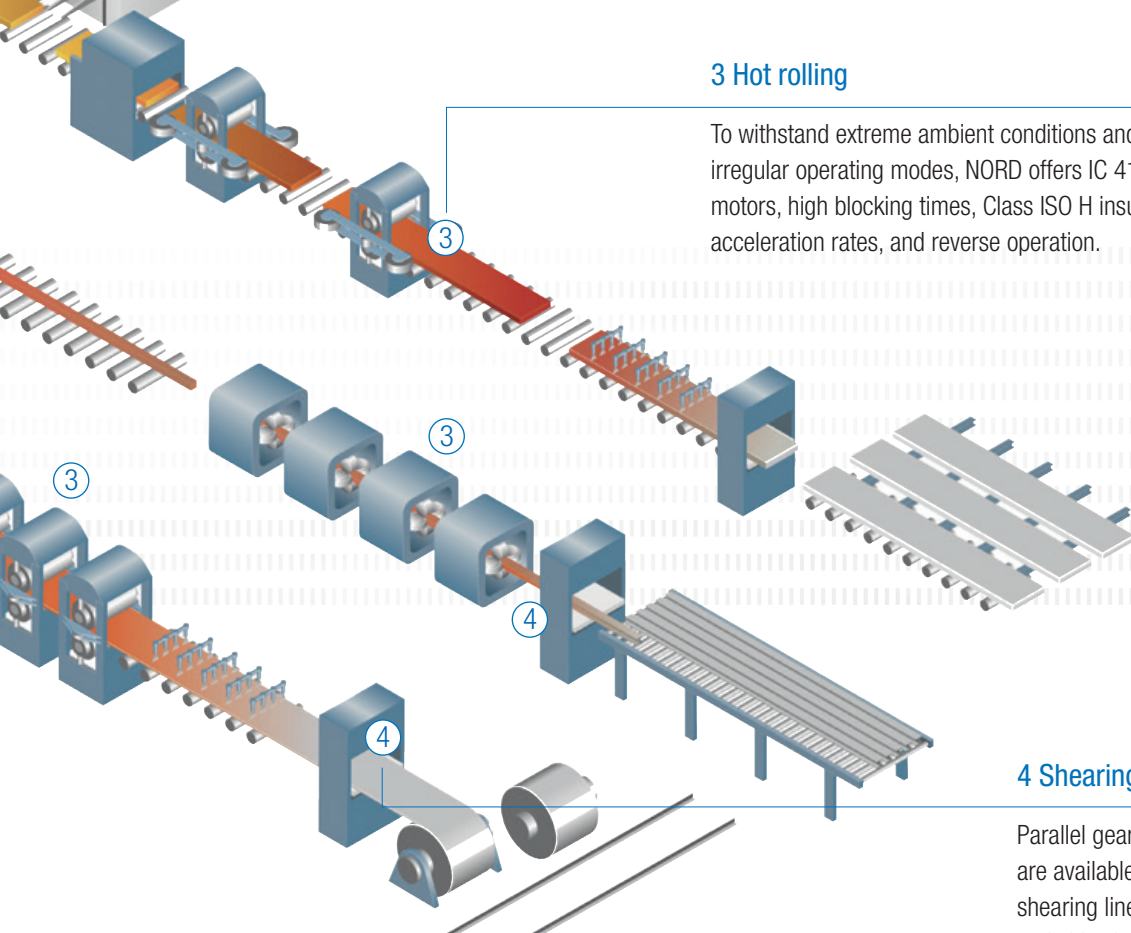 3 Hot rolling
To withstand extreme ambient conditions and
irregular operating modes, NORD offers IC 41
motors, high blocking times, Class ISO H insu
acceleration rates, and reverse operation.
3
3
3
4
4
4 Shearing
Parallel gear
are available
shearing line